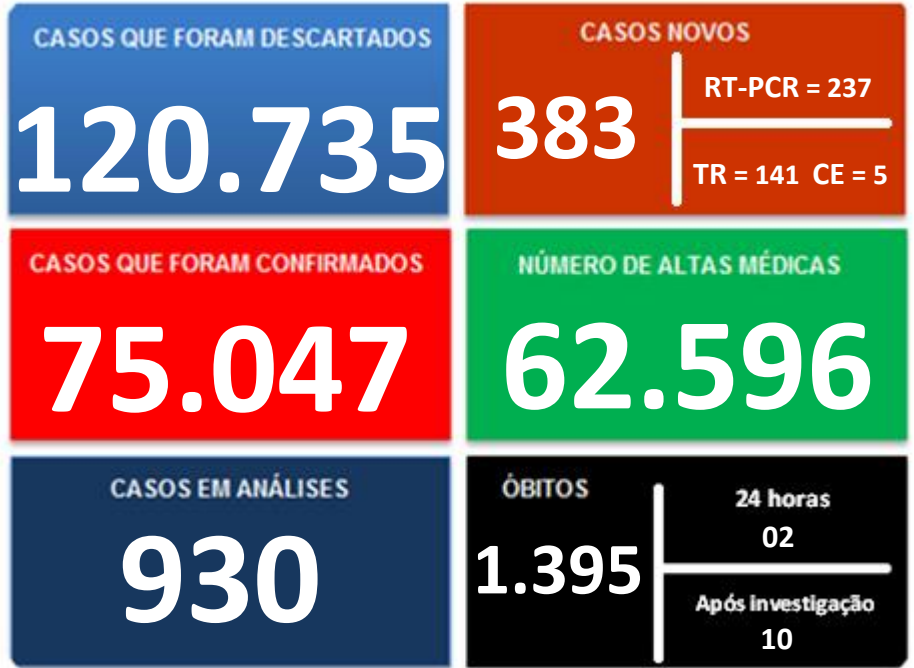 CASOS QUE FORAM DESCARTADOS
120.735
CASOS NOVOS
383
RT-PCR = 237
TR = 141 CE = 5
CASOS QUE FORAM CONFIRMADOS
75.047
NÚMERO DE ALTAS MÉDICAS
62.596
CASOS EM ANÁLISES
930
ÓBITOS
1.395
24 horas
02
Após investigação
10